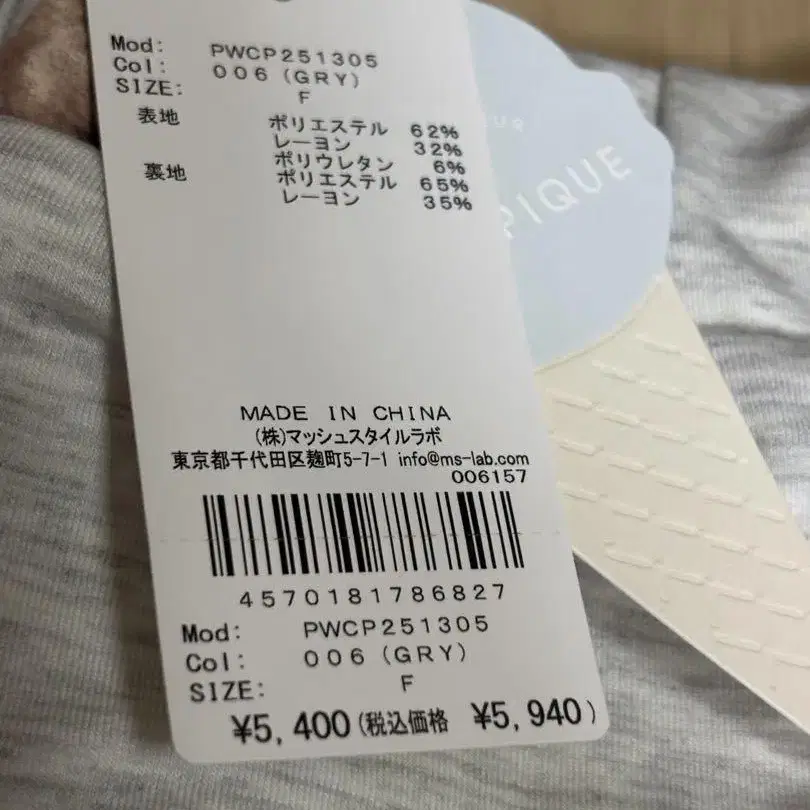 Mod: PWCP251305
Col: 006 (GRY)
SIZE: F
表地 ポリエステル 62%
レーヨン 32%
ポリウレタン 6%
裏地 ポリエステル 65%
レーヨン 35%
PIQUE
MADE IN CHINA
(株)マッシュスタイルラボ
東京都千代田区麹町5-7-1 info@ms-lab.com
006157
4570181786827
Mod: PWCP251305
Col: 006 (GRY)
SIZE: F
¥5,400 (税込価格 ¥5,940)